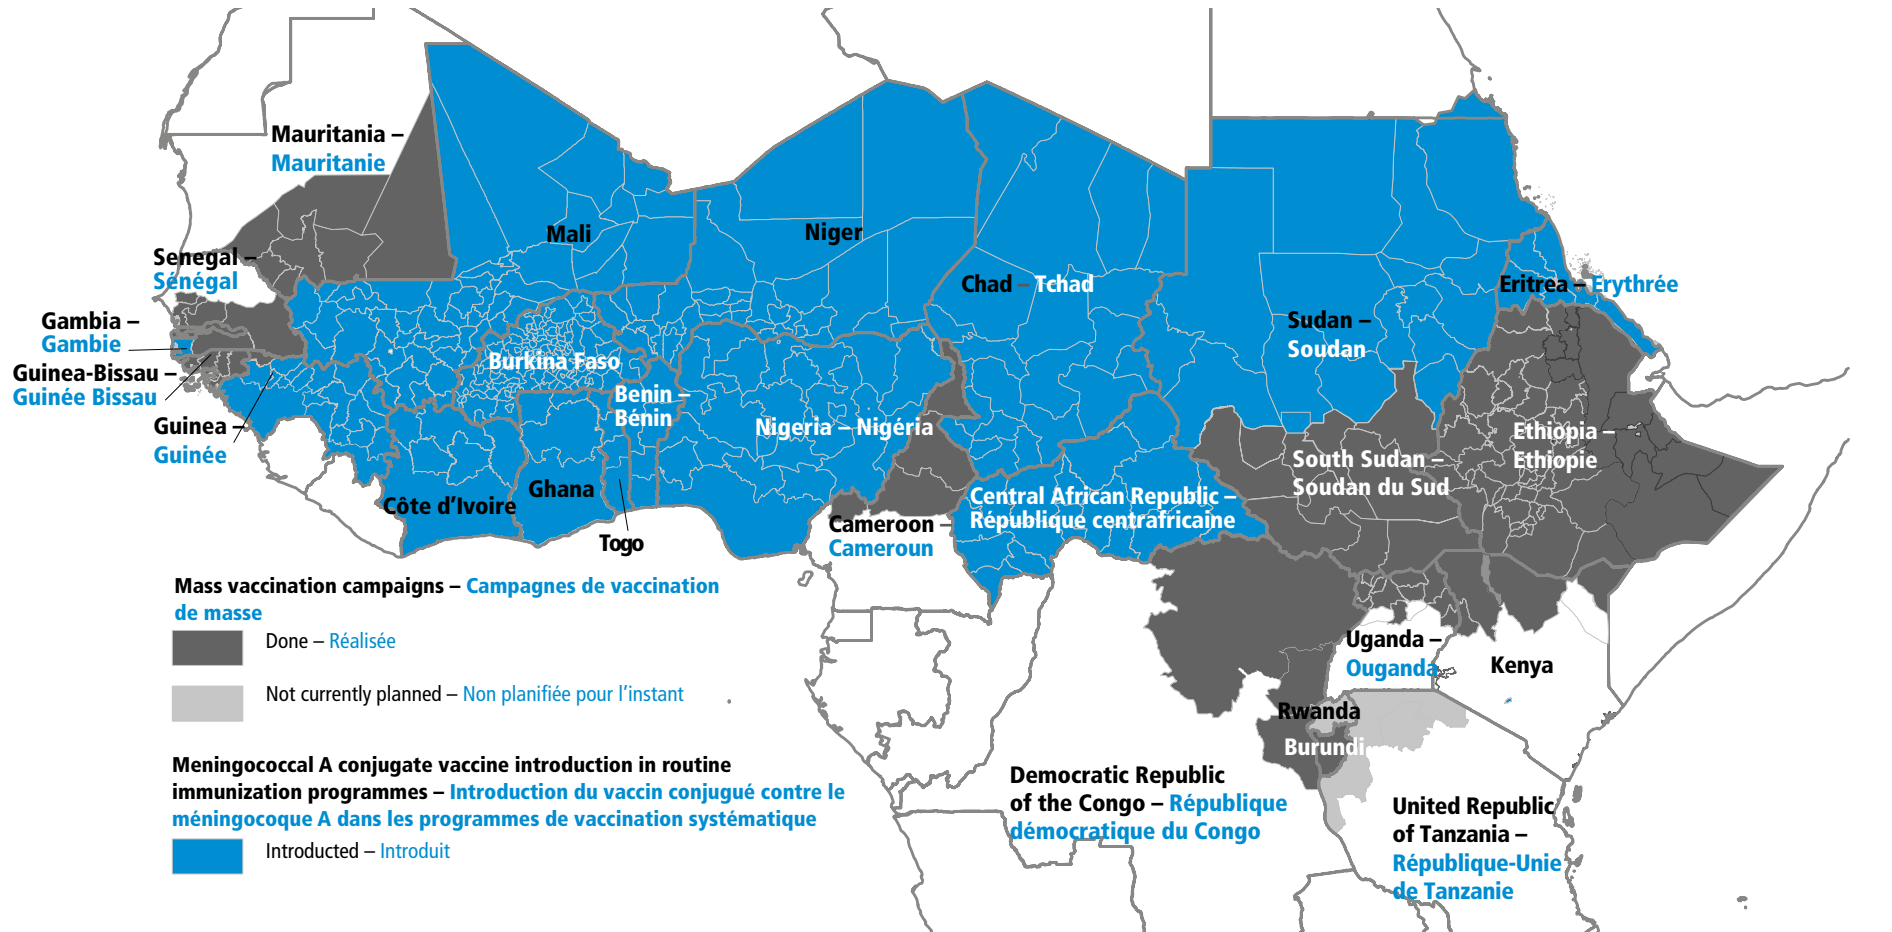 Mauritania –
Mauritanie
Mali
Niger
Senegal –
Sénégal
Chad – Tchad
Eritrea – Erythrée
Gambia –
Gambie
Sudan –
Soudan
Guinea-Bissau –
Guinée Bissau
Burkina Faso
Benin –
Bénin
Guinea –
Guinée
Nigeria – Nigéria
Ethiopia –
Ethiopie
South Sudan –
Soudan du Sud
Côte d’Ivoire
Ghana
Central African Republic –
République centrafricaine
Togo
Cameroon –
Cameroun
Mass vaccination campaigns – Campagnes de vaccination
de masse
Done – Réalisée
Not currently planned – Non planifiée pour l’instant
Uganda –
Ouganda
Kenya
Rwanda
Burundi
Meningococcal A conjugate vaccine introduction in routine
immunization programmes – Introduction du vaccin conjugué contre le
méningocoque A dans les programmes de vaccination systématique
Introducted – Introduit
Democratic Republic
of the Congo – République
démocratique du Congo
United Republic
of Tanzania –
République-Unie
de Tanzanie